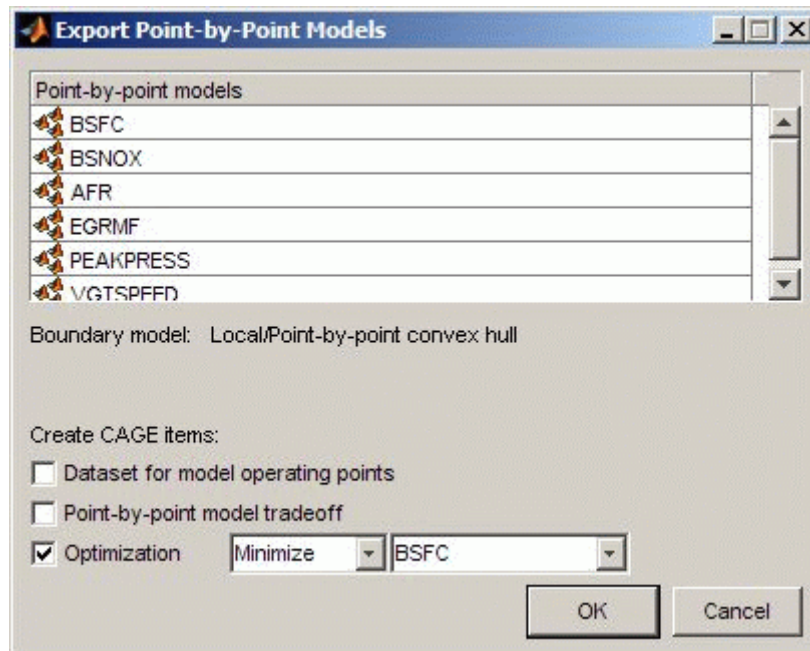 Export Point-by-Point Models
Point-by-point models
BSFC
BSNOX
AFR
EGRMF
PEAKPRESS
VGTSPEED
Boundary model: Local/Point-by-point convex hull
Create CAGE items:
Dataset for model operating points
Point-by-point model tradeoff
Optimization Minimize BSFC
OK Cancel